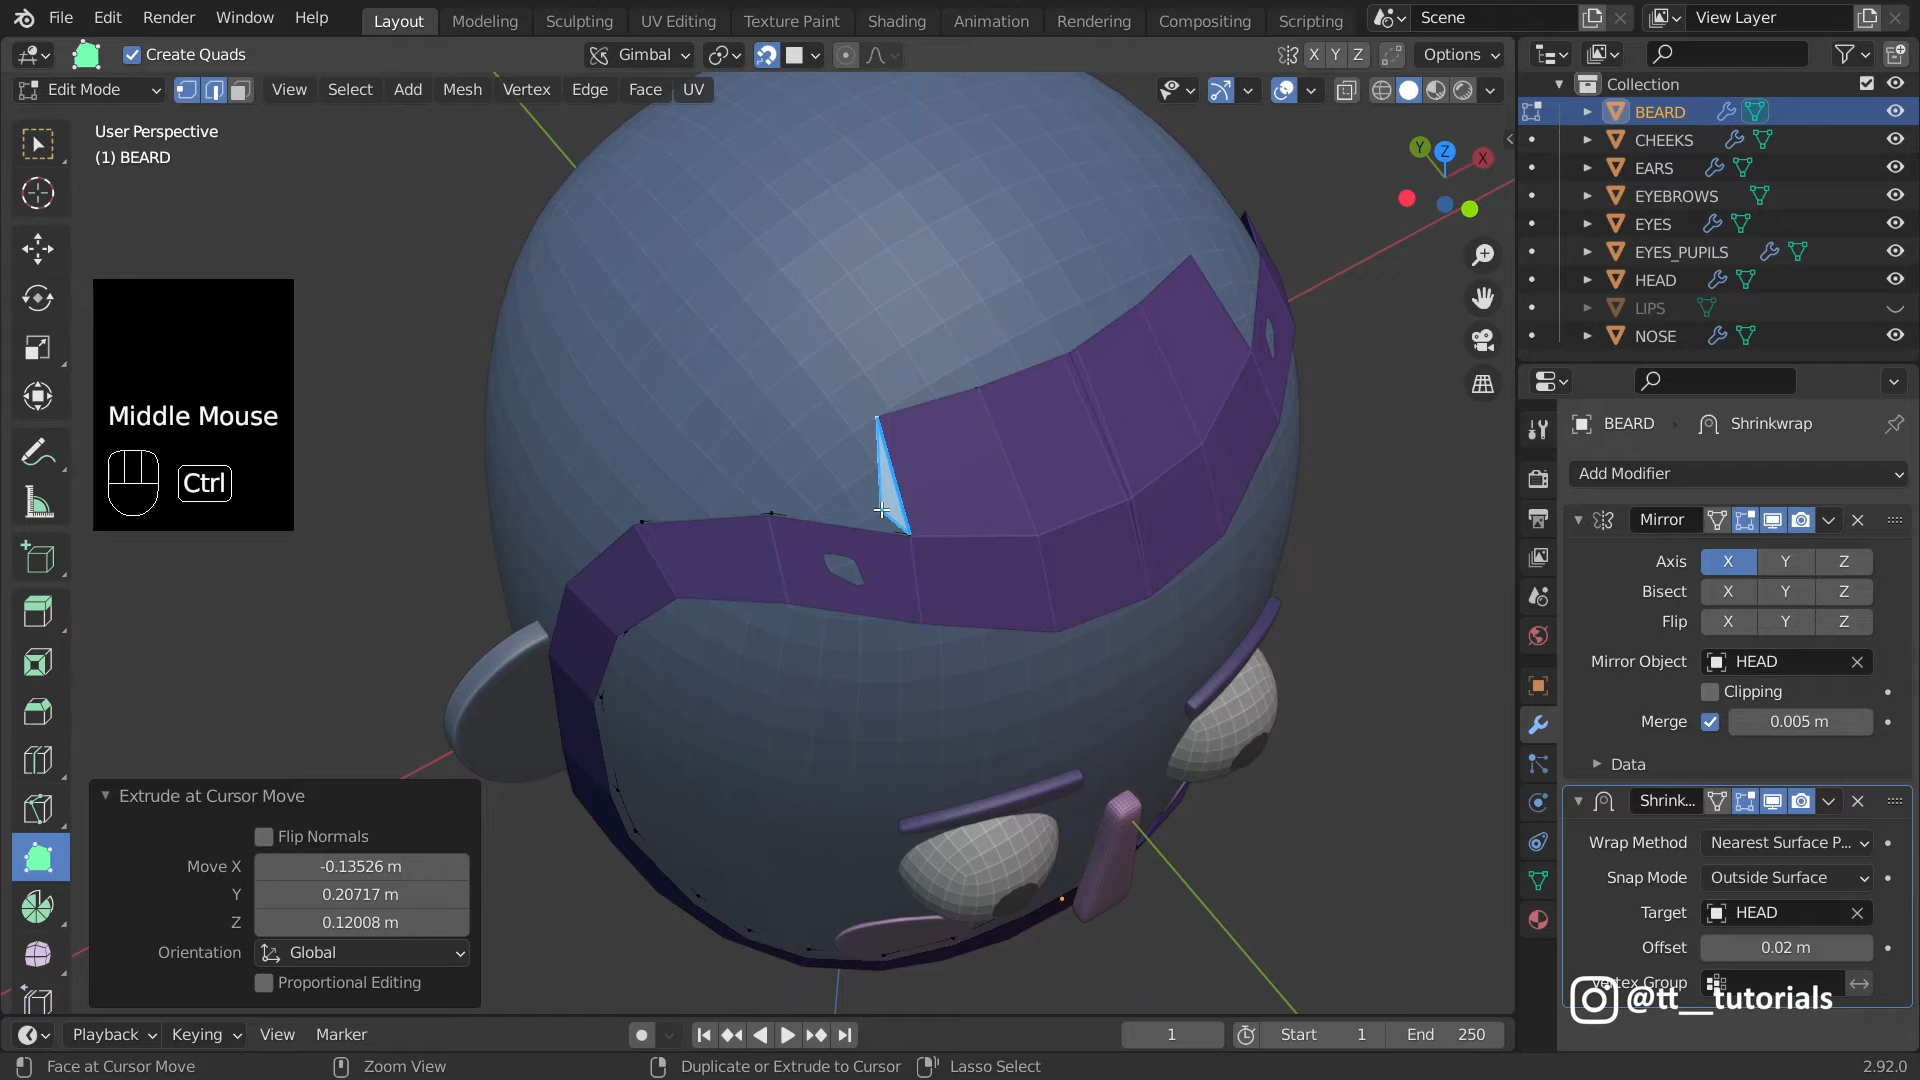 File Edit Render Window Help Layout Modeling Sculpting UV Editing Texture Paint Shading Animation Rendering Compositing Scripting Scene View Layer
Create Quads Gimbal X Y Z Options
Edit Mode View Select Add Mesh Vertex Edge Face UV
User Perspective
(1) BEARD
Y Z X
Middle Mouse
Ctrl
Extrude at Cursor Move
Flip Normals
Move X -0.13526 m
Y 0.20717 m
Z 0.12008 m
Orientation Global
Proportional Editing
Collection
BEARD
CHEEKS
EARS
EYEBROWS
EYES
EYES_PUPILS
HEAD
LIPS
NOSE
BEARD Shrinkwrap
Add Modifier
Mirror
Axis X Y Z
Bisect X Y Z
Flip X Y Z
Mirror Object HEAD
Clipping
Merge 0.005 m
Data
Shrink...
Wrap Method Nearest Surface P...
Snap Mode Outside Surface
Target HEAD
Offset 0.02 m
Vertex Group
@tt__tutorials
Playback Keying View Marker 1 Start 1 End 250
Face at Cursor Move Zoom View Duplicate or Extrude to Cursor Lasso Select 2.92.0